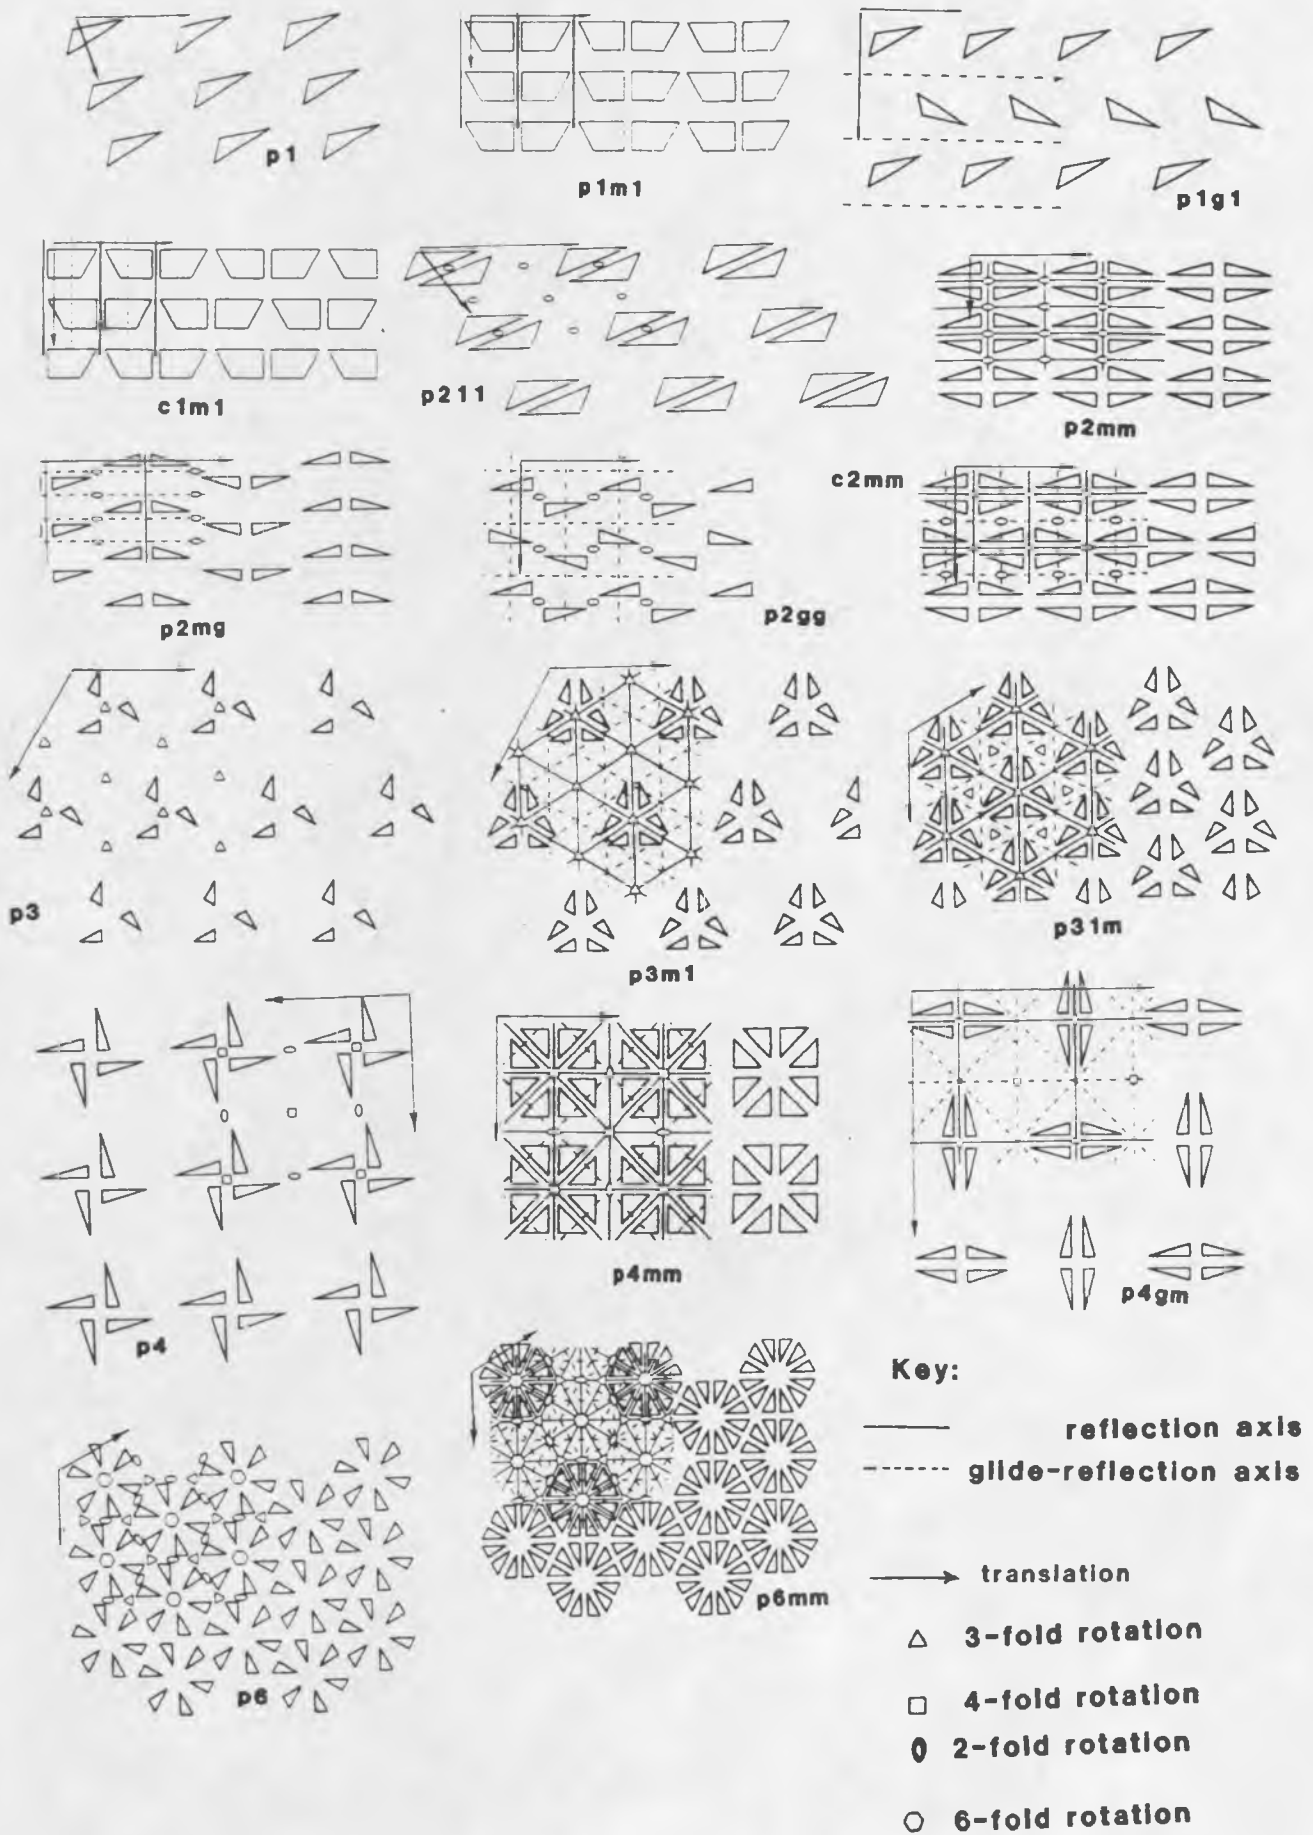 p1
p1m1
p1g1
c1m1
p211
p2mm
p2mg
p2gg
c2mm
p3
p3m1
p31m
p4
p4mm
p4gm
p6
p6mm
Key:
reflection axis
glide-reflection axis
translation
3-fold rotation
4-fold rotation
2-fold rotation
6-fold rotation